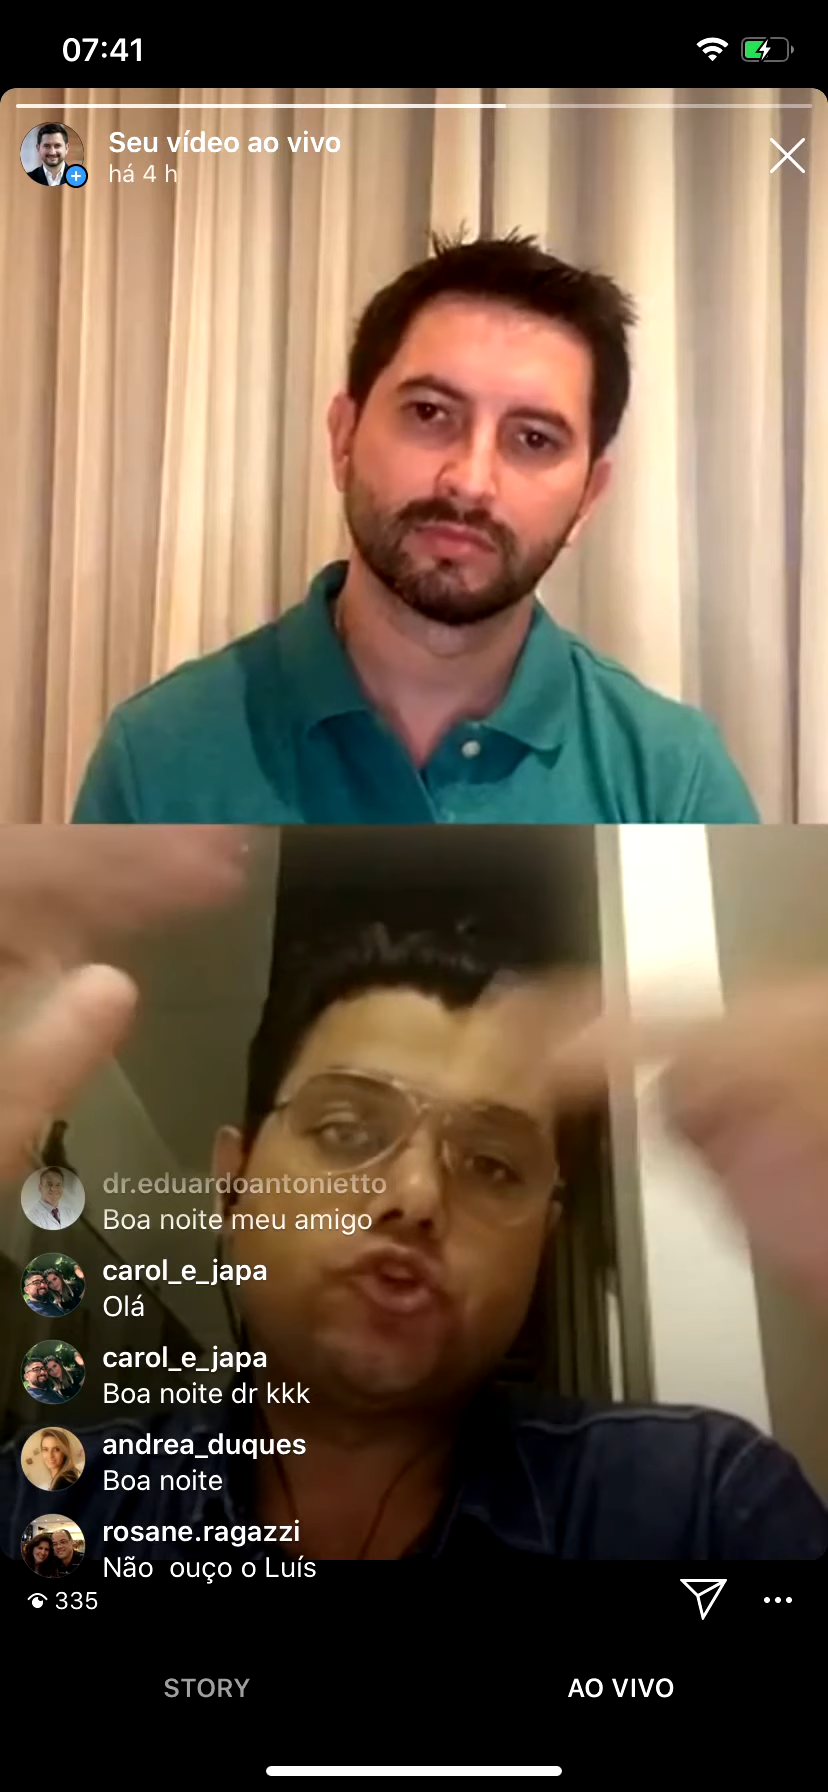 07:41
Seu vídeo ao vivo
há 4 h
dr.eduardoantonietto
Boa noite meu amigo
carol_e_japa
Olá
carol_e_japa
Boa noite dr kkk
andrea_duques
Boa noite
rosane.ragazzi
Não  ouço o Luís
335
STORY
AO VIVO